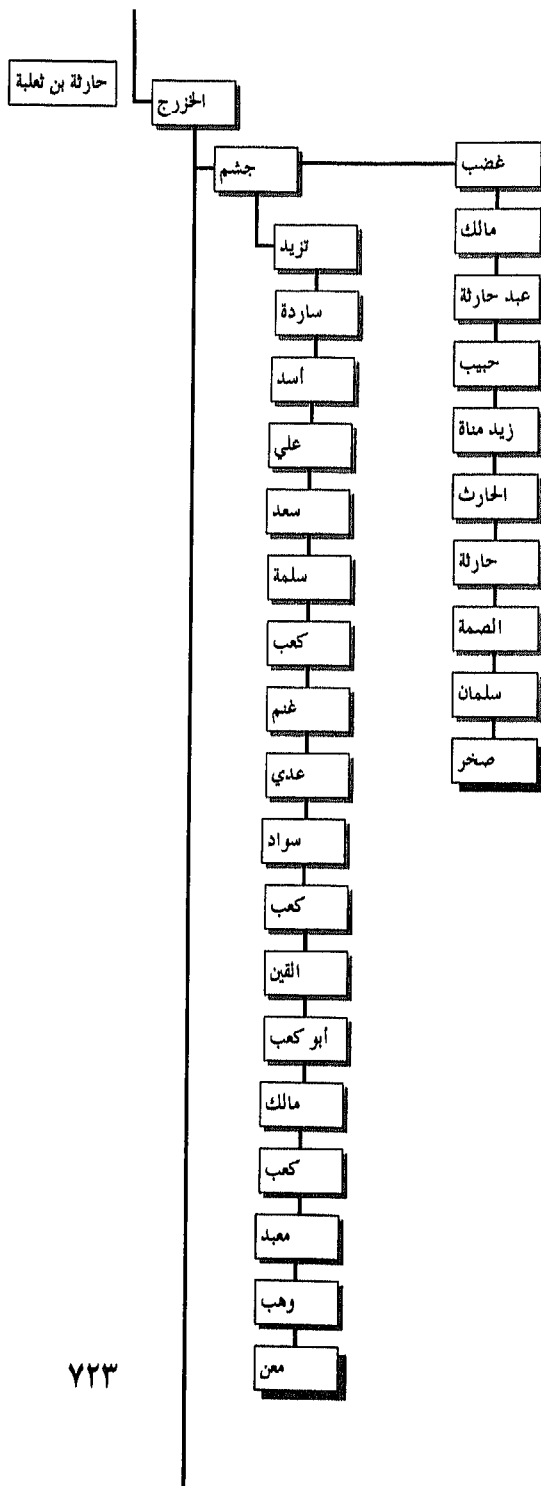 حارثة بن ثعلبة
الخزرج
جشم
غضب
مالك
عبد حارثة
حبيب
زيد مناة
الحارث
حارثة
الصمة
سلمان
صخر
تزيد
ساردة
أسد
علي
سعد
سلمة
كعب
غنم
عدي
سواد
كعب
القين
أبو كعب
مالك
كعب
معبد
وهب
معن
٧٢٣